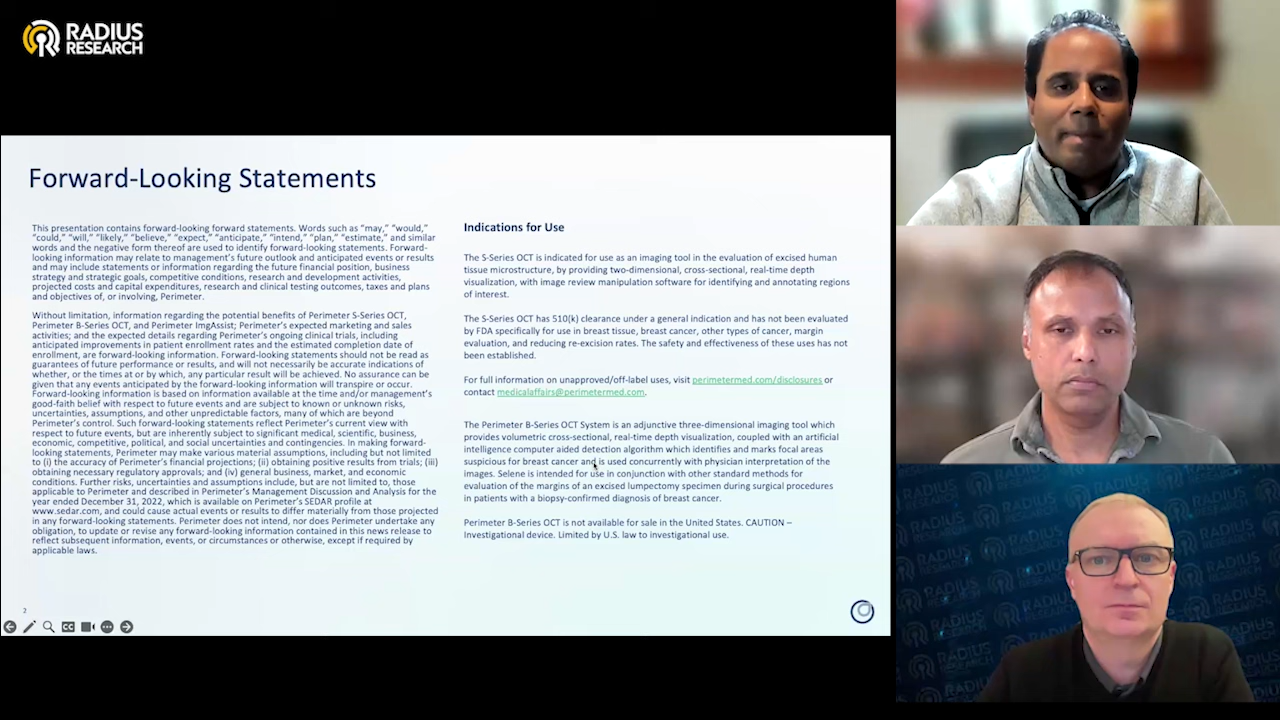 RADIUS
RESEARCH
Forward-Looking Statements
This presentation contains forward-looking forward statements. Words such as “may,” “would,”
“could,” “will,” “likely,” “believe,” “expect,” “anticipate,” “intend,” “plan,” “estimate,” and similar
words and the negative form thereof are used to identify forward-looking statements. Forward-
looking information may relate to management’s future outlook and anticipated events or results
and may include statements or information regarding the future financial position, business
strategy and strategic goals, competitive conditions, research and development activities,
projected costs and capital expenditures, research and clinical testing outcomes, taxes and plans
and objectives of, or involving, Perimeter.
Without limitation, information regarding the potential benefits of Perimeter S-Series OCT,
Perimeter B-Series OCT, and Perimeter ImgAssist; Perimeter’s expected marketing and sales
activities; and the expected details regarding Perimeter’s ongoing clinical trials, including
anticipated improvements in patient enrollment rates and the estimated completion date of
enrollment, are forward-looking information. Forward-looking statements should not be read as
guarantees of future performance or results, and will not necessarily be accurate indications of
whether, or the times at or by which, any particular result will be achieved. No assurance can be
given that any events anticipated by the forward-looking information will transpire or occur.
Forward-looking information is based on information available at the time and/or management’s
good-faith belief with respect to future events and are subject to known or unknown risks,
uncertainties, assumptions, and other unpredictable factors, many of which are beyond
Perimeter’s control. Such forward-looking statements reflect Perimeter’s current view with
respect to future events, but are inherently subject to significant medical, scientific, business,
economic, competitive, political, and social uncertainties and contingencies. In making forward-
looking statements, Perimeter may make various material assumptions, including but not limited
to (i) the accuracy of Perimeter’s financial projections; (ii) obtaining positive results from trials; (iii)
obtaining necessary regulatory approvals; and (iv) general business, market, and economic
conditions. Further risks, uncertainties and assumptions include, but are not limited to, those
applicable to Perimeter and described in Perimeter’s Management Discussion and Analysis for the
year ended December 31, 2022, which is available on Perimeter’s SEDAR profile at
www.sedar.com, and could cause actual events or results to differ materially from those projected
in any forward-looking statements. Perimeter does not intend, nor does Perimeter undertake any
obligation, to update or revise any forward-looking information contained in this news release to
reflect subsequent information, events, or circumstances or otherwise, except if required by
applicable laws.
Indications for Use
The S-Series OCT is indicated for use as an imaging tool in the evaluation of excised human
tissue microstructure, by providing two-dimensional, cross-sectional, real-time depth
visualization, with image review manipulation software for identifying and annotating regions
of interest.
The S-Series OCT has 510(k) clearance under a general indication and has not been evaluated
by FDA specifically for use in breast tissue, breast cancer, other types of cancer, margin
evaluation, and reducing re-excision rates. The safety and effectiveness of these uses has not
been established.
For full information on unapproved/off-label uses, visit perimetermed.com/disclosures or
contact medicalaffairs@perimetermed.com.
The Perimeter B-Series OCT System is an adjunctive three-dimensional imaging tool which
provides volumetric cross-sectional, real-time depth visualization, coupled with an artificial
intelligence computer aided detection algorithm which identifies and marks focal areas
suspicious for breast cancer and is used concurrently with physician interpretation of the
images. Selene is intended for use in conjunction with other standard methods for
evaluation of the margins of an excised lumpectomy specimen during surgical procedures
in patients with a biopsy-confirmed diagnosis of breast cancer.
Perimeter B-Series OCT is not available for sale in the United States. CAUTION –
Investigational device. Limited by U.S. law to investigational use.
2
CC
RADIUS
RESEARCH